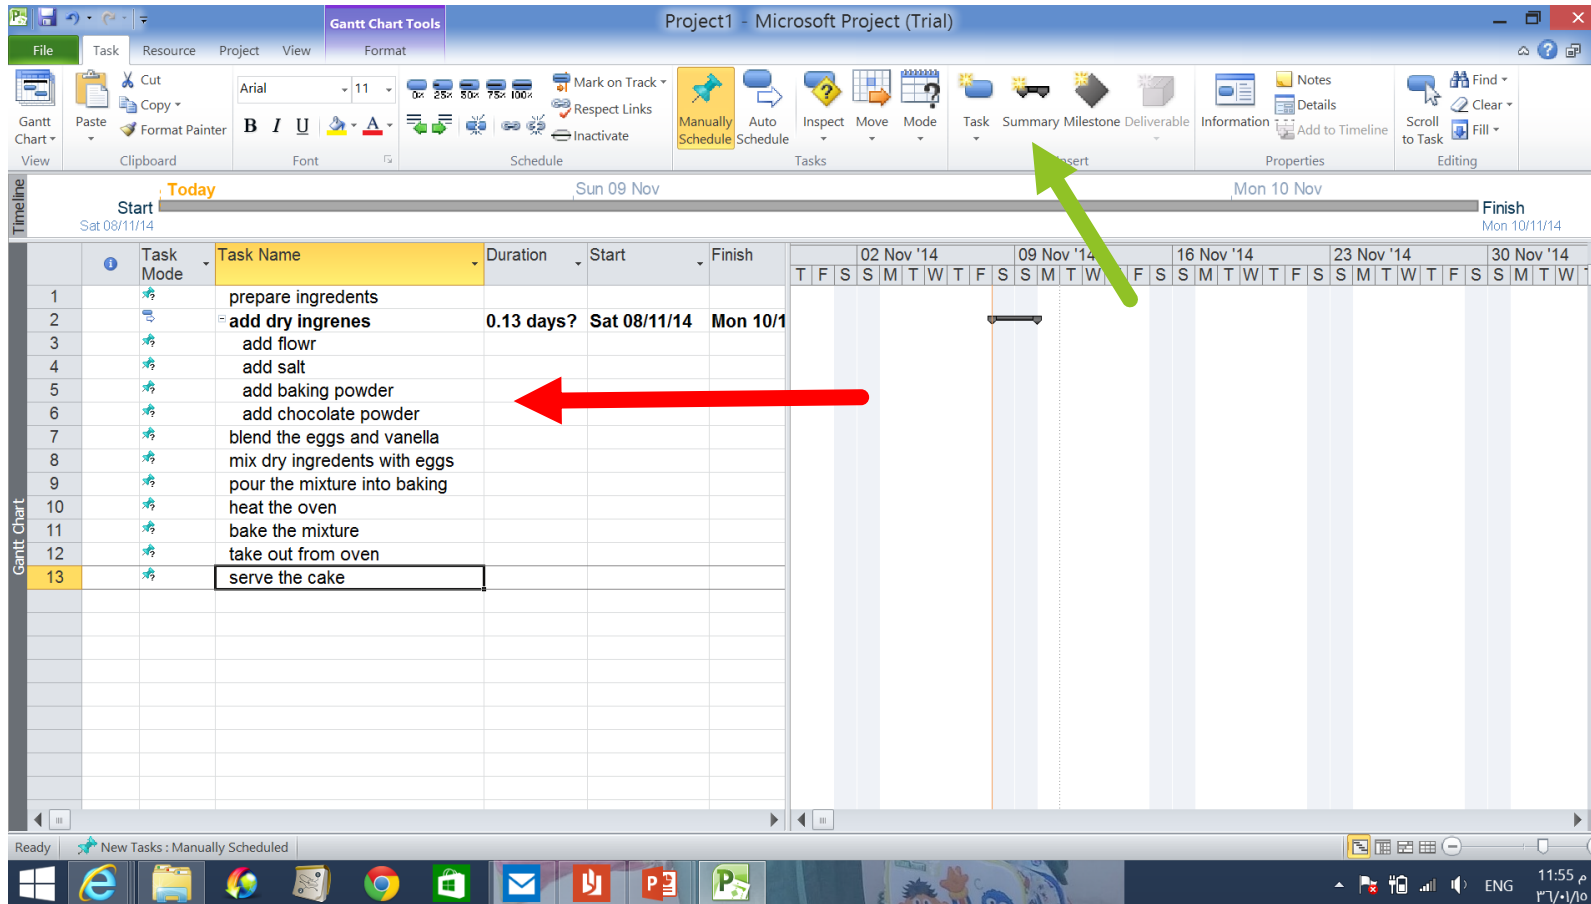 Gantt Chart Tools
Project1 - Microsoft Project (Trial)
File Task Resource Project View Format
Gantt Chart
Paste
Cut
Copy
Format Painter
Arial 11
B I U A
0% 25% 50% 75% 100%
Mark on Track
Respect Links
Inactivate
Manually Schedule
Auto Schedule
Inspect Move Mode
Task Summary Milestone Deliverable
Information
Notes
Details
Add to Timeline
Scroll to Task
Find
Clear
Fill
View Clipboard Font Schedule Tasks Insert Properties Editing
Timeline
Today
Sun 09 Nov
Mon 10 Nov
Start
Sat 08/11/14
Finish
Mon 10/11/14
Task Mode Task Name Duration Start Finish
02 Nov '14 09 Nov '14 16 Nov '14 23 Nov '14 30 Nov '14
T F S S M T W T F S S M T W F S S M T W T F S S M T W T F S S M T W T
1 prepare ingredents
2 add dry ingrenes 0.13 days? Sat 08/11/14 Mon 10/1
3 add flowr
4 add salt
5 add baking powder
6 add chocolate powder
7 blend the eggs and vanella
8 mix dry ingredents with eggs
9 pour the mixture into baking
10 heat the oven
11 bake the mixture
12 take out from oven
13 serve the cake
Gantt Chart
Ready New Tasks : Manually Scheduled
ENG
11:55 م
٣٦/٠١/١٥